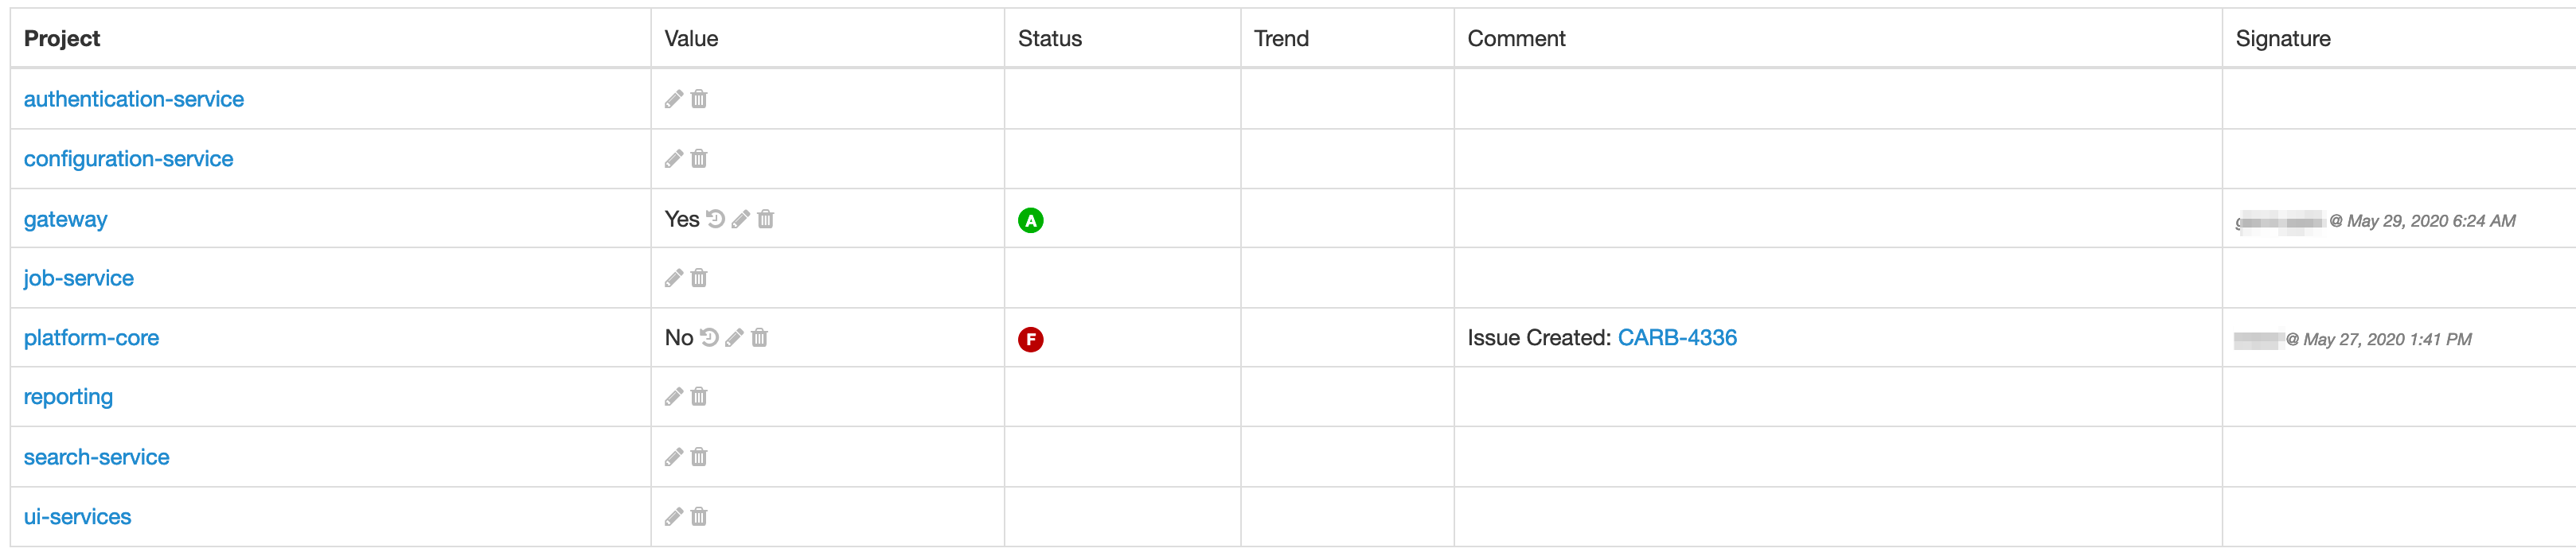 Project Value Status Trend Comment Signature
authentication-service
configuration-service
gateway Yes A @ May 29, 2020 6:24 AM
job-service
platform-core No F Issue Created: CARB-4336 @ May 27, 2020 1:41 PM
reporting
search-service
ui-services